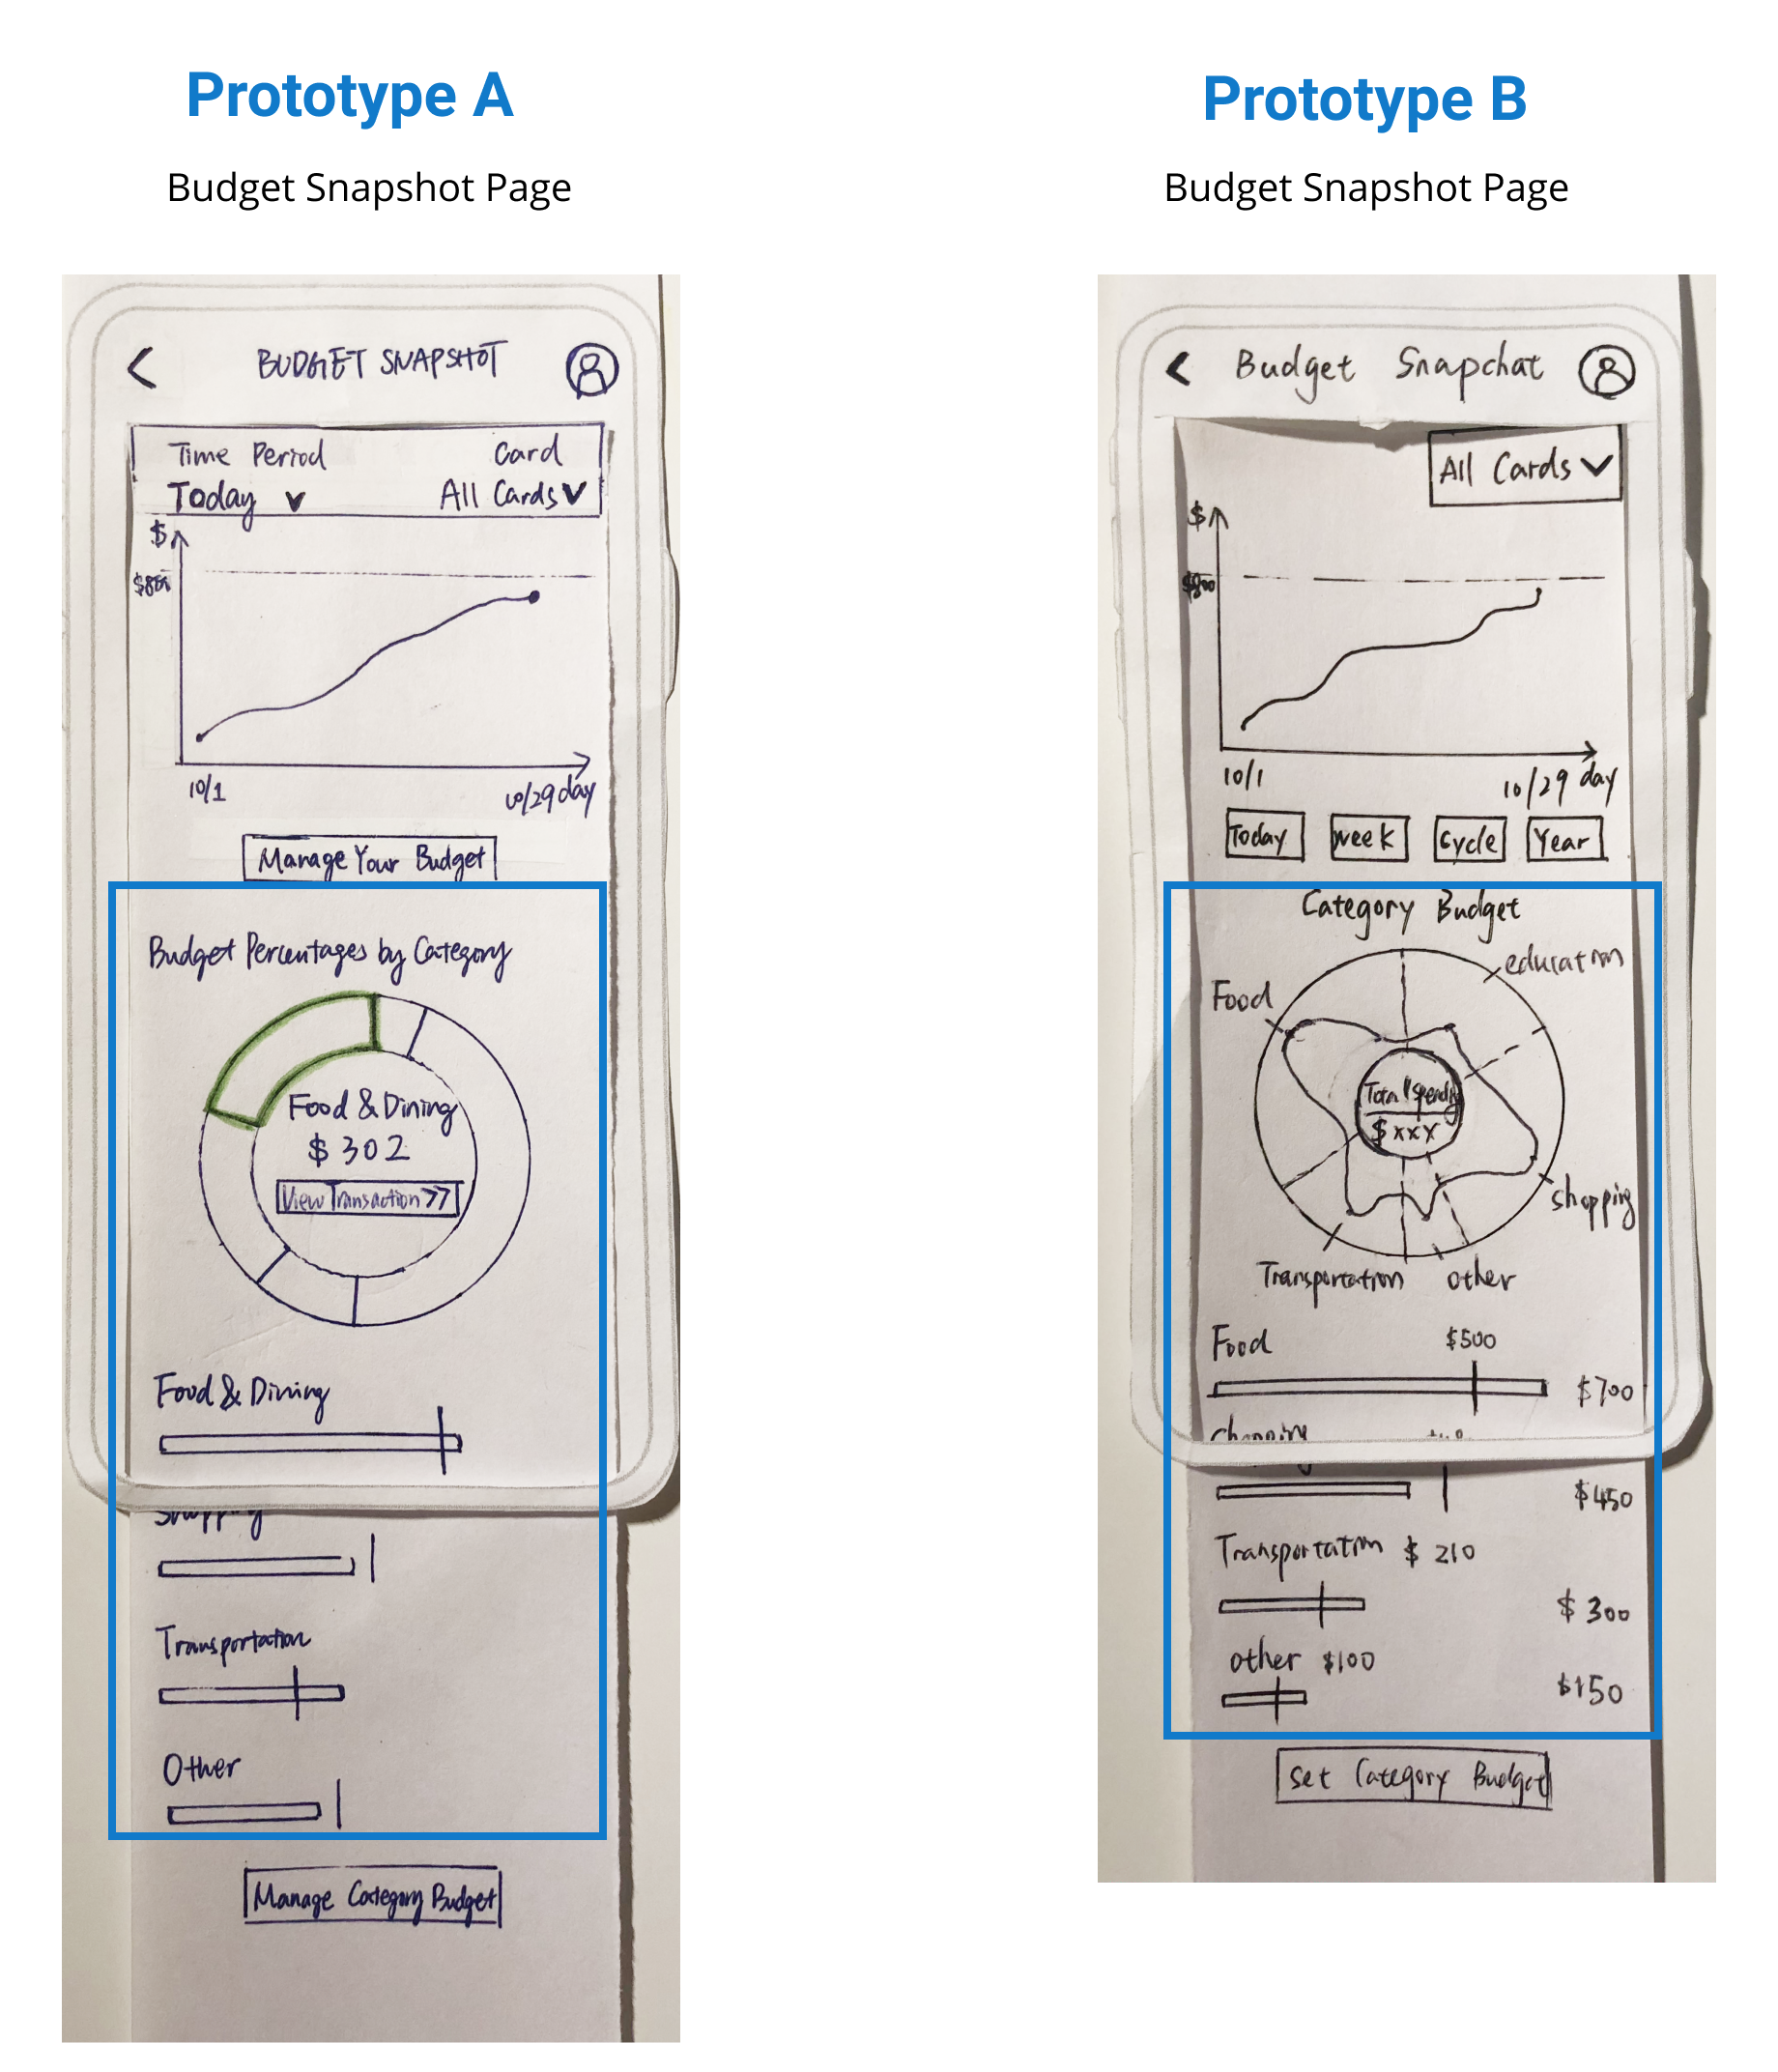 Prototype A
Budget Snapshot Page
BUDGET SNAPSHOT
Time Period
Card
Today
All Cards
$
10/1
10/29 day
Manage Your Budget
Budget Percentages by Category
Food & Dining
$ 302
View Transaction >>
Food & Dining
Shopping
Transportation
Other
Manage Category Budget
Prototype B
Budget Snapshot Page
Budget Snapchat
All Cards
$
$800
10/1
10/29 day
Today
week
Cycle
Year
Category Budget
education
Food
Total Spending
$ xxx
shopping
Transportation
other
Food
$500
$700
Shopping
$450
Transportation $ 210
$ 300
other $100
$150
Set Category Budget